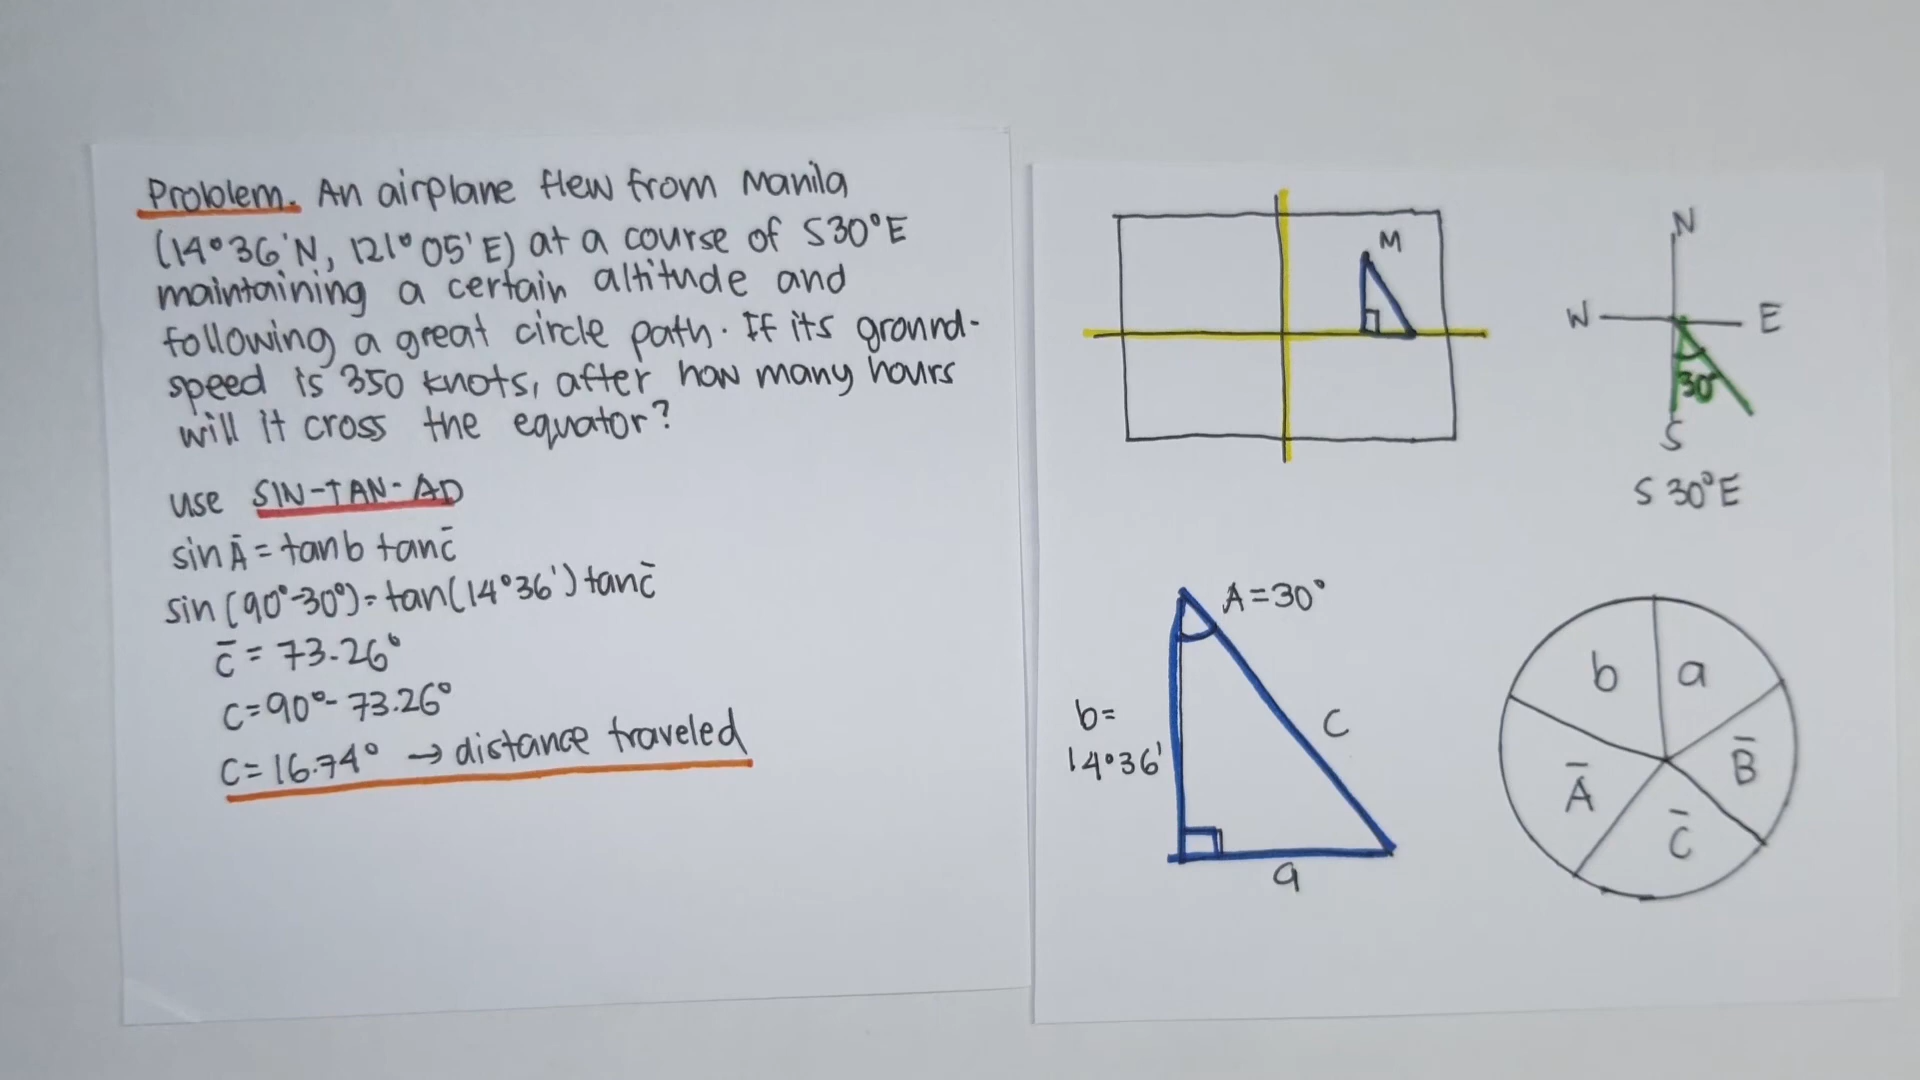 Problem. An airplane flew from Manila
(14°36'N, 121°05'E) at a course of S30°E
maintaining a certain altitude and
following a great circle path. If its ground-
speed is 350 knots, after how many hours
will it cross the equator?
use SIN-TAN-AD
sin A̅ = tan b tan c̅
sin (90°-30°) = tan(14°36') tan c̅
c̅ = 73.26°
c = 90° - 73.26°
c = 16.74° → distance traveled
M
N
W E
30°
S
S 30°E
A = 30°
b=
14°36'
c
a
b a
A̅ B̅
c̅